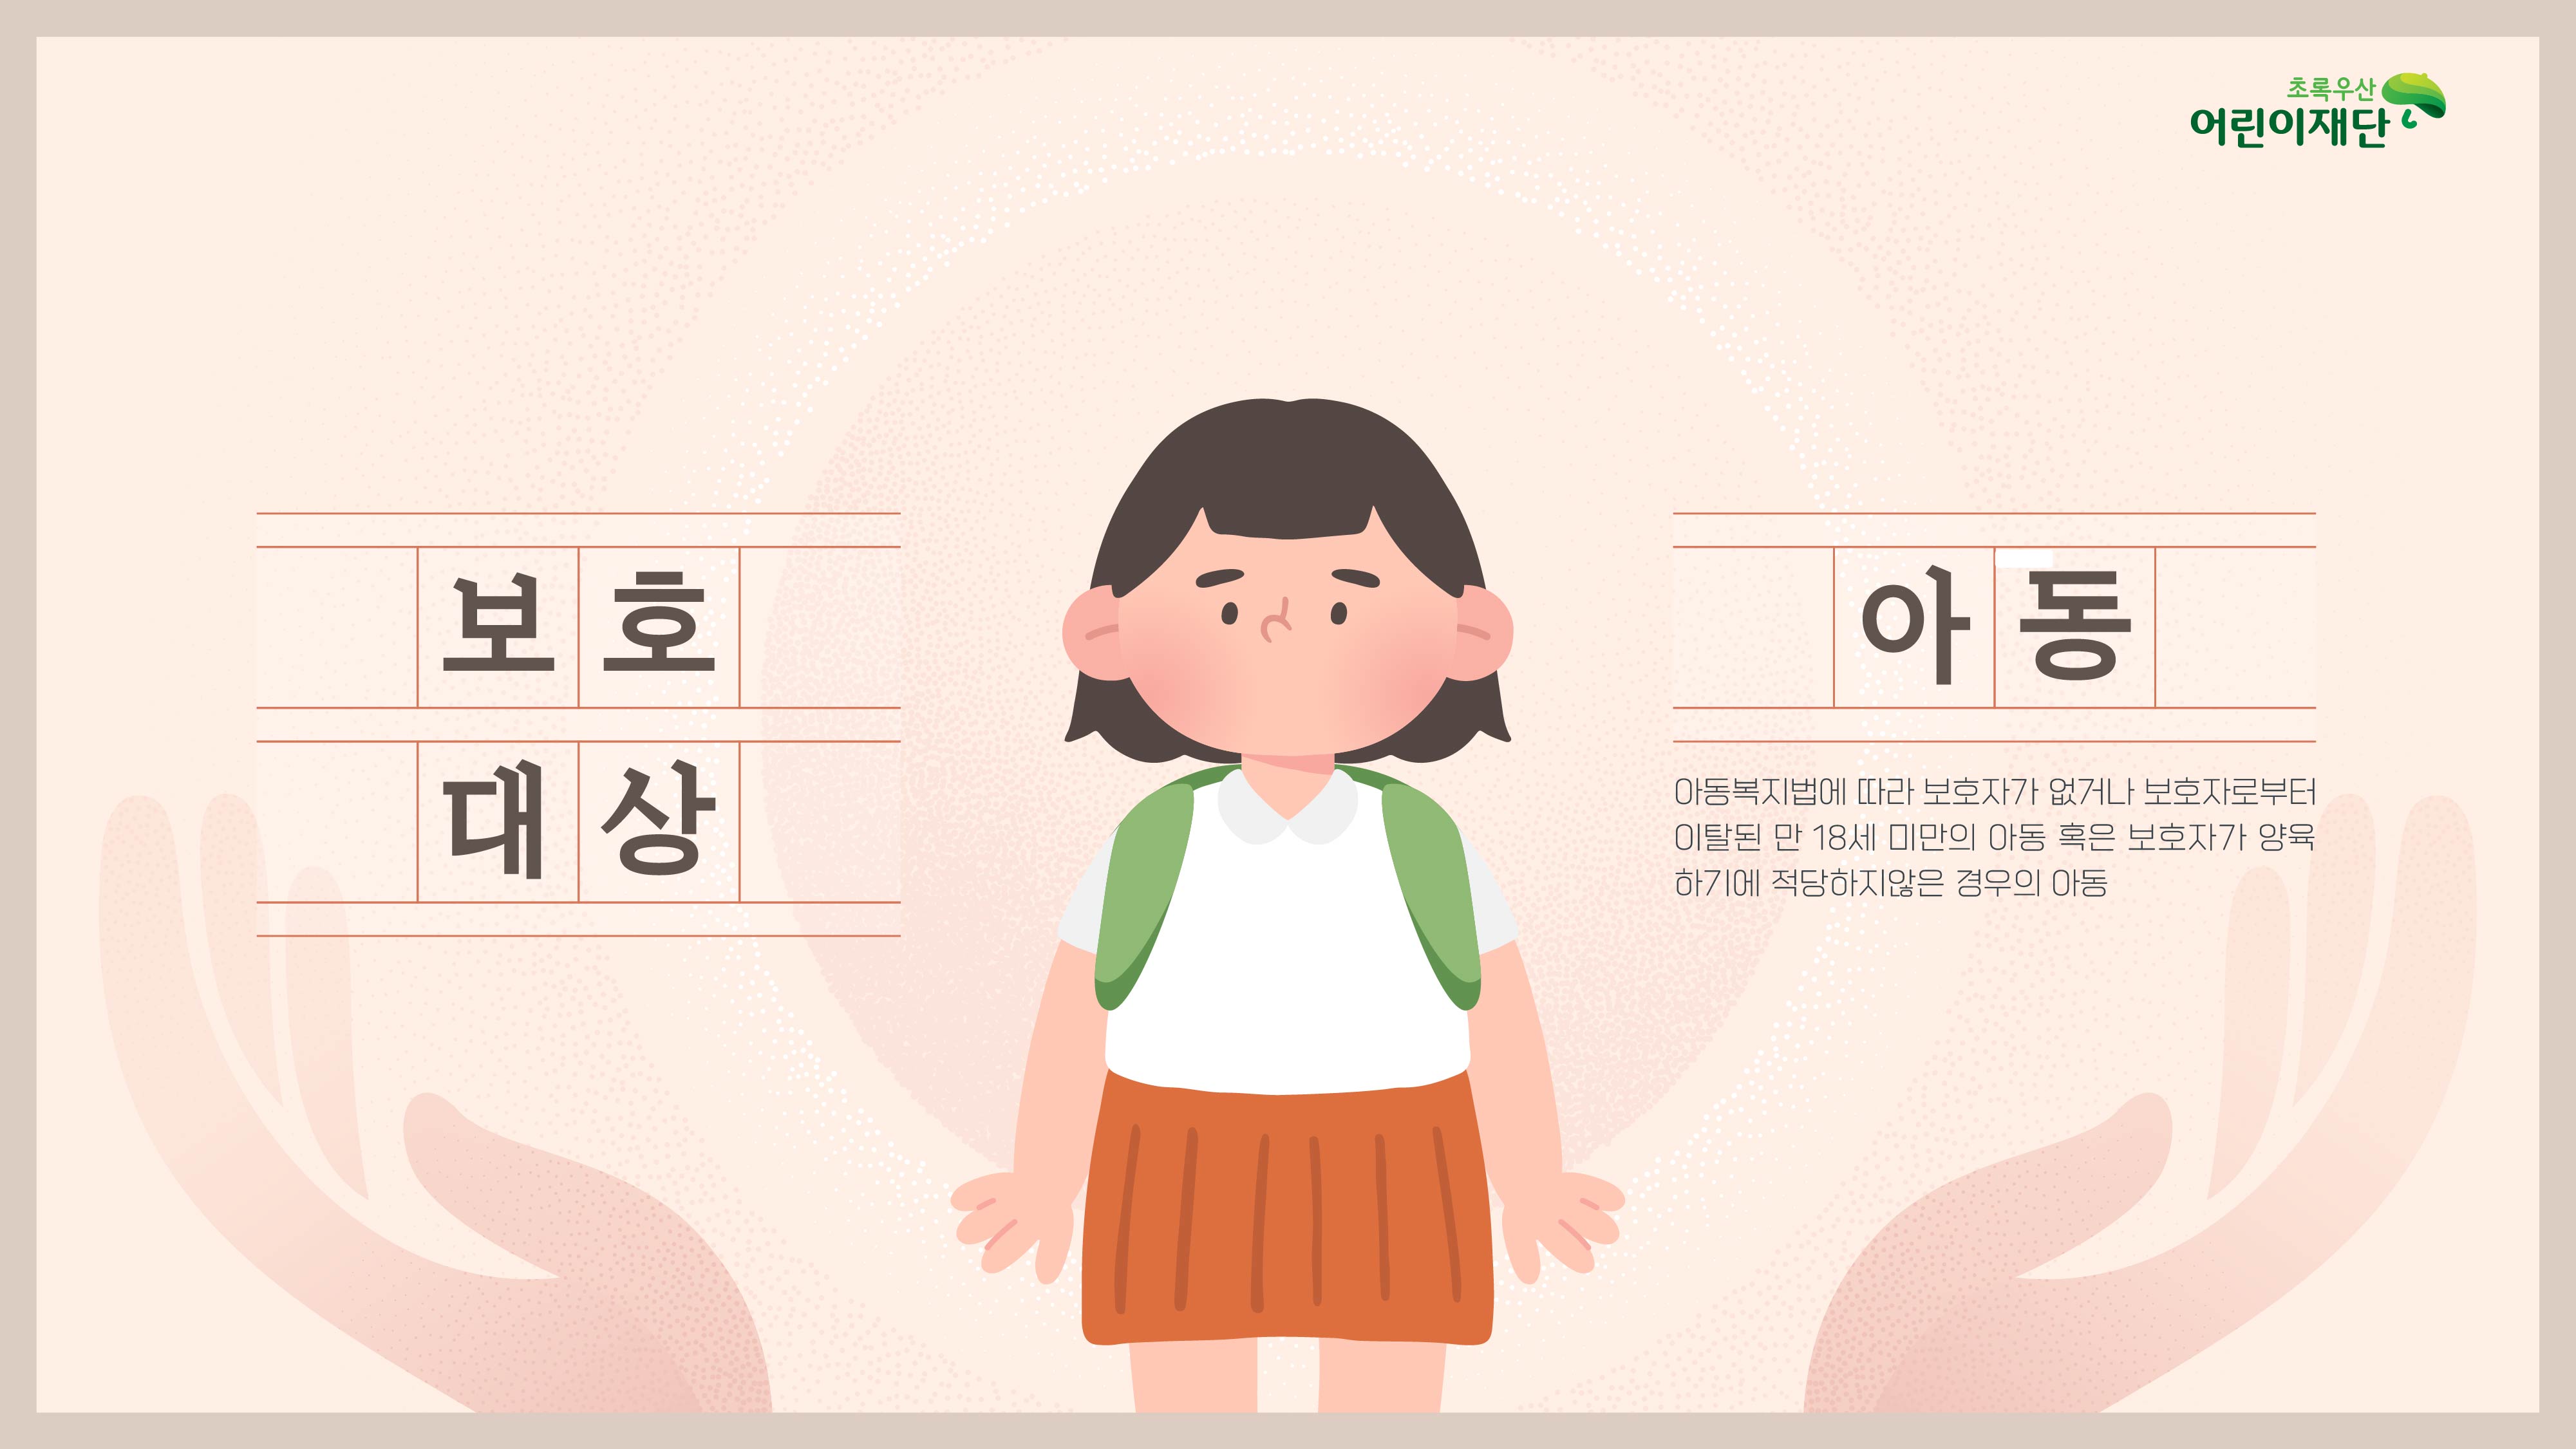 초록우산
어린이재단
보호
대상
아동
아동복지법에 따라 보호자가 없거나 보호자로부터
이탈된 만 18세 미만의 아동 혹은 보호자가 양육
하기에 적당하지않은 경우의 아동